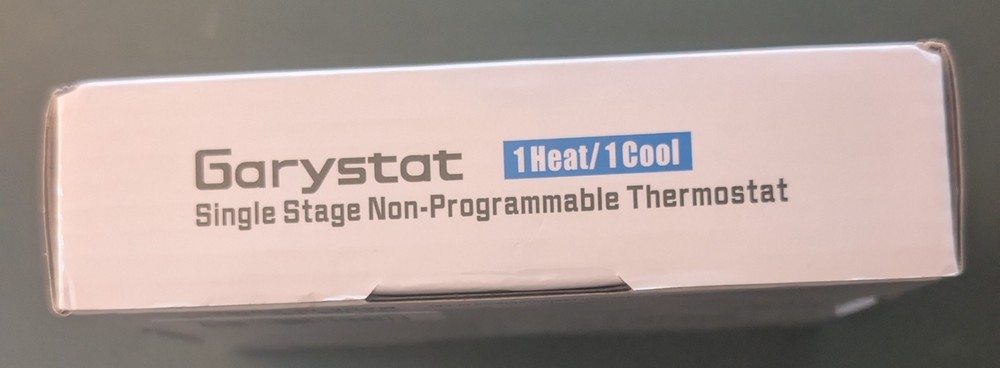 Garystat 1Heat/1Cool
Single Stage Non-Programmable Thermostat